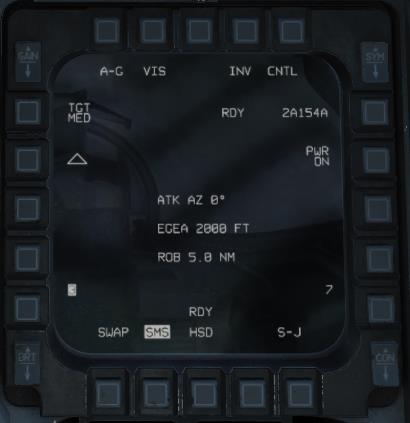 GAIN
SYM
A-G VIS INV CNTL
TGT RDY 2A154A
MED
PWR
ON
ATK AZ 0°
EGEA 2000 FT
ROB 5.0 NM
3 7
RDY
SWAP SMS HSD S-J
BRT
CON